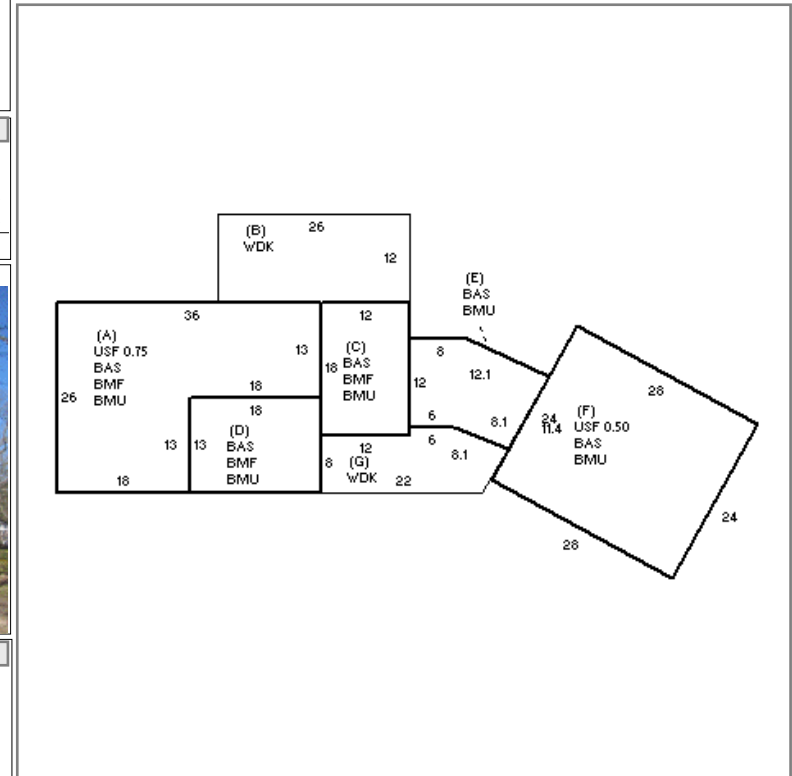 (B)
WDK
26
12
(E)
BAS
BMU
36
(A)
USF 0.75
BAS
BMF
BMU
26
13
18
18
(D)
BAS
BMF
BMU
13
13
18
12
18
(C)
BAS
BMF
BMU
12
8
12.1
8.1
6
6
8.1
12
8
(G)
WDK
22
24
11.4
(F)
USF 0.50
BAS
BMU
28
24
28